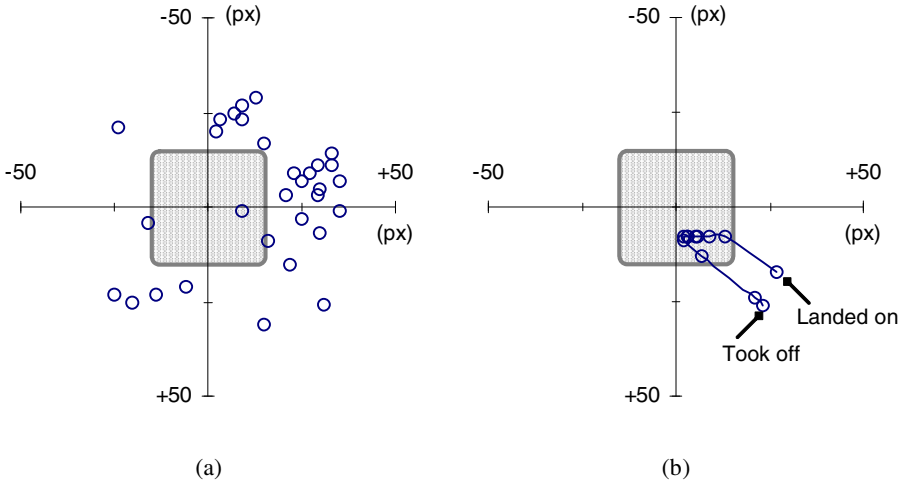 -50 (px)
-50 +50
(px)
+50
(a)
-50 (px)
-50 +50
(px)
Landed on
Took off
+50
(b)